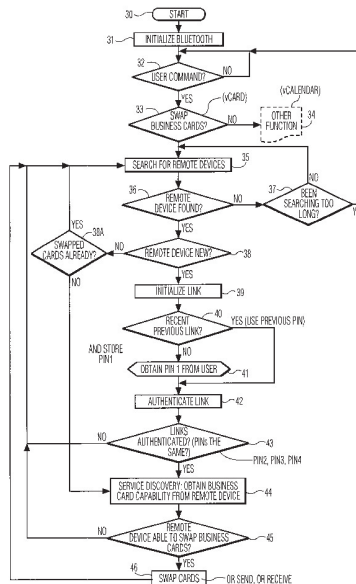 30
START
31
INITIALIZE BLUETOOTH
32
USER COMMAND?
NO
YES
33
(vCARD)
(vCALENDAR)
SWAP
BUSINESS CARDS?
NO
OTHER
FUNCTION
34
SEARCH FOR REMOTE DEVICES
35
NO
36
REMOTE
DEVICE FOUND?
NO
37
BEEN
SEARCHING TOO
LONG?
YES
YES
38A
SWAPPED
CARDS ALREADY?
NO
REMOTE DEVICE NEW?
38
YES
NO
INITIALIZE LINK
39
40
RECENT
PREVIOUS LINK?
YES (USE PREVIOUS PIN)
AND STORE
PIN1
NO
OBTAIN PIN 1 FROM USER
41
AUTHENTICATE LINK
42
NO
LINKS
AUTHENTICATED? (PINs THE
SAME?)
43
PIN2, PIN3, PIN4
YES
SERVICE DISCOVERY: OBTAIN BUSINESS
CARD CAPABILITY FROM REMOTE DEVICE
44
NO
REMOTE
DEVICE ABLE TO SWAP BUSINESS
CARDS?
45
YES
46
SWAP CARDS
OR SEND, OR RECEIVE